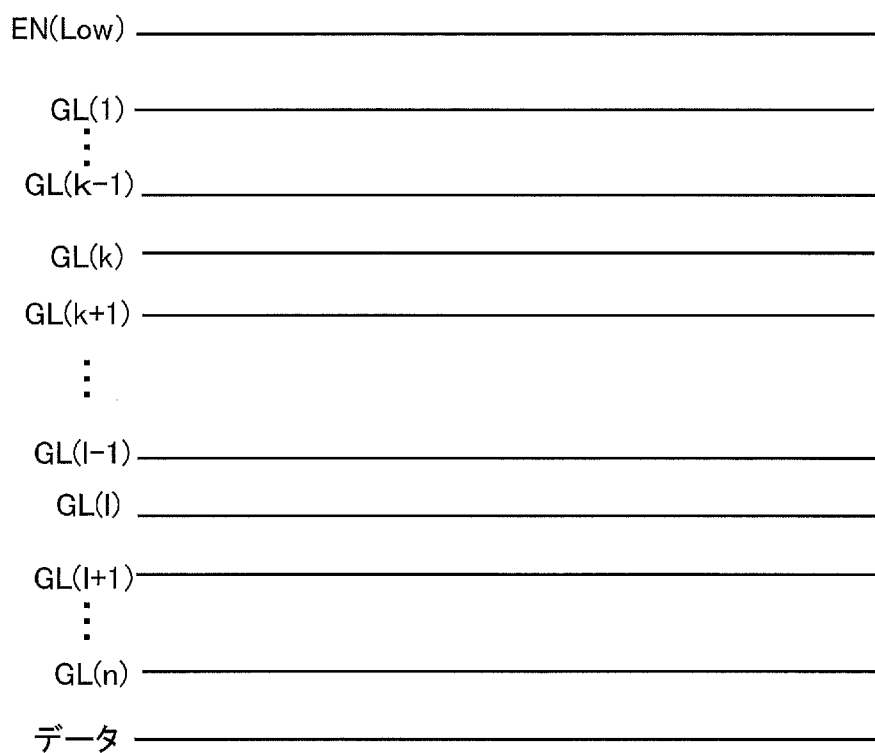 EN(Low)
GL(1)
⋮
GL(k-1)
GL(k)
GL(k+1)
⋮
GL(l-1)
GL(l)
GL(l+1)
⋮
GL(n)
データ